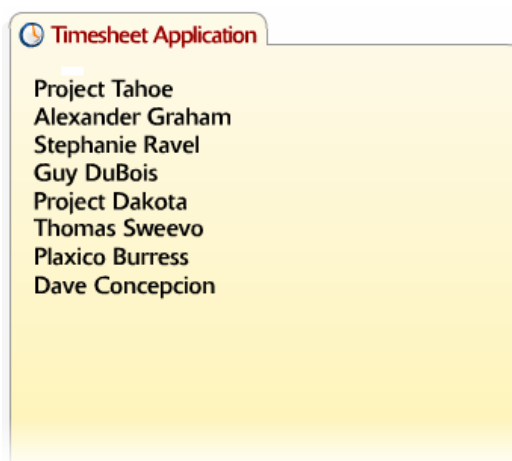 Timesheet Application
Project Tahoe
Alexander Graham
Stephanie Ravel
Guy DuBois
Project Dakota
Thomas Sweevo
Plaxico Burress
Dave Concepcion